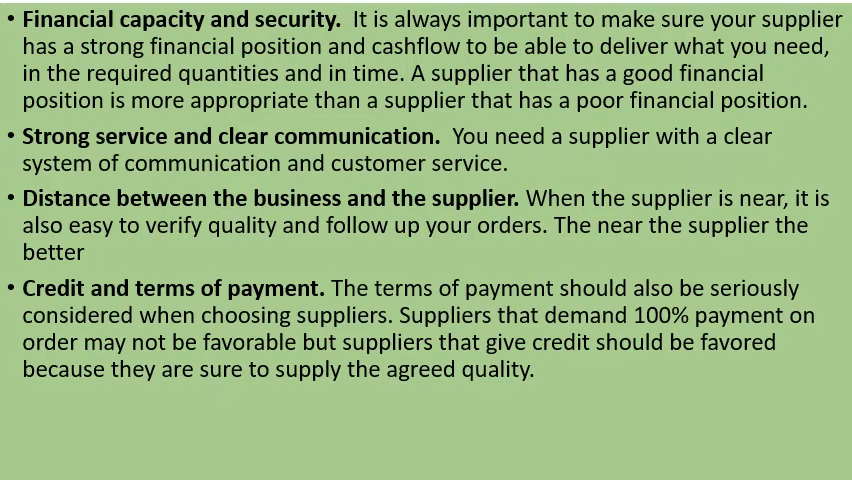 • Financial capacity and security.  It is always important to make sure your supplier
has a strong financial position and cashflow to be able to deliver what you need,
in the required quantities and in time. A supplier that has a good financial
position is more appropriate than a supplier that has a poor financial position.
• Strong service and clear communication.  You need a supplier with a clear
system of communication and customer service.
• Distance between the business and the supplier. When the supplier is near, it is
also easy to verify quality and follow up your orders. The near the supplier the
better
• Credit and terms of payment. The terms of payment should also be seriously
considered when choosing suppliers. Suppliers that demand 100% payment on
order may not be favorable but suppliers that give credit should be favored
because they are sure to supply the agreed quality.